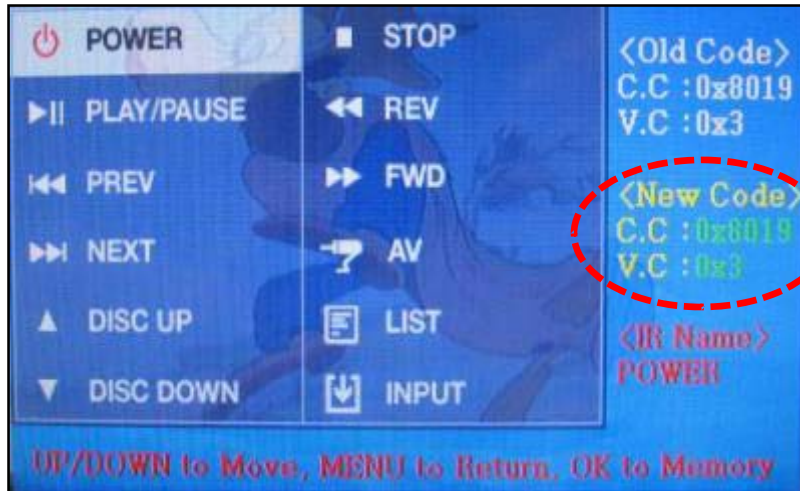 POWER
PLAY/PAUSE
PREV
NEXT
DISC UP
DISC DOWN
STOP
REV
FWD
AV
LIST
INPUT
<Old Code>
C.C :0x8019
V.C :0x3
<New Code>
C.C :0x8019
V.C :0x3
<IR Name>
POWER
UP/DOWN to Move, MENU to Return, OK to Memory